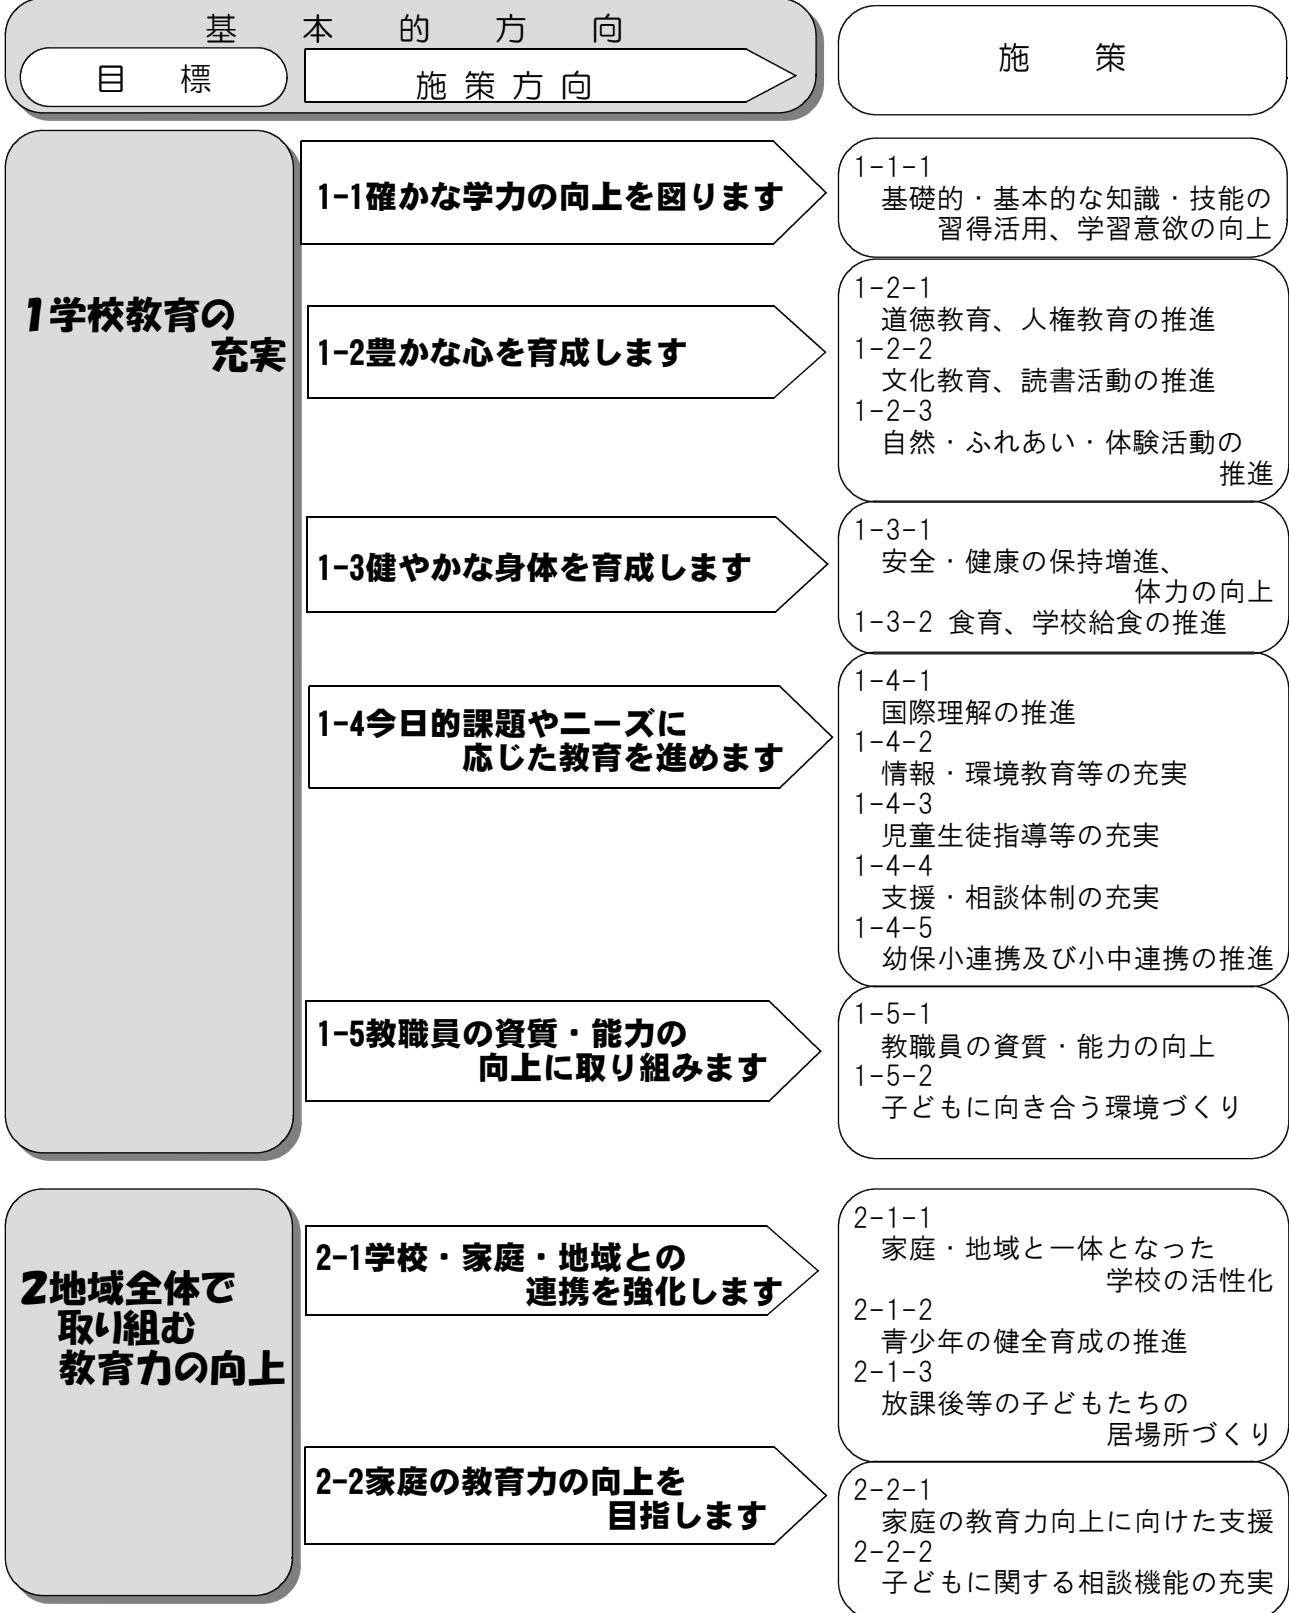 基本的方向
目標
施策方向
施策
1学校教育の
充実
1-1確かな学力の向上を図ります
1-1-1
基礎的・基本的な知識・技能の
習得活用、学習意欲の向上
1-2豊かな心を育成します
1-2-1
道徳教育、人権教育の推進
1-2-2
文化教育、読書活動の推進
1-2-3
自然・ふれあい・体験活動の
推進
1-3健やかな身体を育成します
1-3-1
安全・健康の保持増進、
体力の向上
1-3-2 食育、学校給食の推進
1-4今日的課題やニーズに
応じた教育を進めます
1-4-1
国際理解の推進
1-4-2
情報・環境教育等の充実
1-4-3
児童生徒指導等の充実
1-4-4
支援・相談体制の充実
1-4-5
幼保小連携及び小中連携の推進
1-5教職員の資質・能力の
向上に取り組みます
1-5-1
教職員の資質・能力の向上
1-5-2
子どもに向き合う環境づくり
2地域全体で
取り組む
教育力の向上
2-1学校・家庭・地域との
連携を強化します
2-1-1
家庭・地域と一体となった
学校の活性化
2-1-2
青少年の健全育成の推進
2-1-3
放課後等の子どもたちの
居場所づくり
2-2家庭の教育力の向上を
目指します
2-2-1
家庭の教育力向上に向けた支援
2-2-2
子どもに関する相談機能の充実